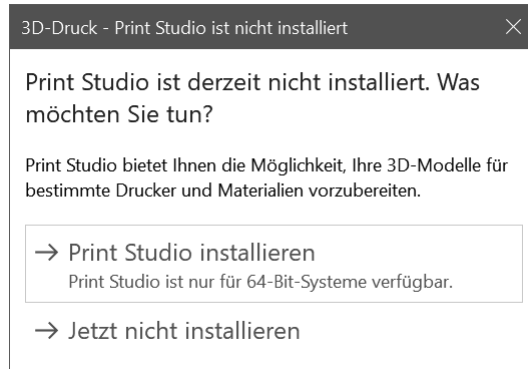 3D-Druck - Print Studio ist nicht installiert
Print Studio ist derzeit nicht installiert. Was
möchten Sie tun?
Print Studio bietet Ihnen die Möglichkeit, Ihre 3D-Modelle für
bestimmte Drucker und Materialien vorzubereiten.
→ Print Studio installieren
Print Studio ist nur für 64-Bit-Systeme verfügbar.
→ Jetzt nicht installieren